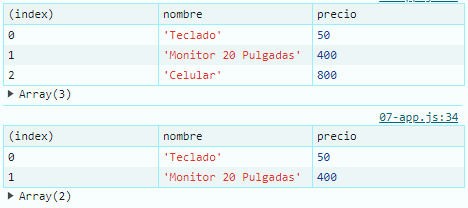 (index) nombre precio
0 'Teclado' 50
1 'Monitor 20 Pulgadas' 400
2 'Celular' 800
▶ Array(3)
07-app.js:34
(index) nombre precio
0 'Teclado' 50
1 'Monitor 20 Pulgadas' 400
▶ Array(2)